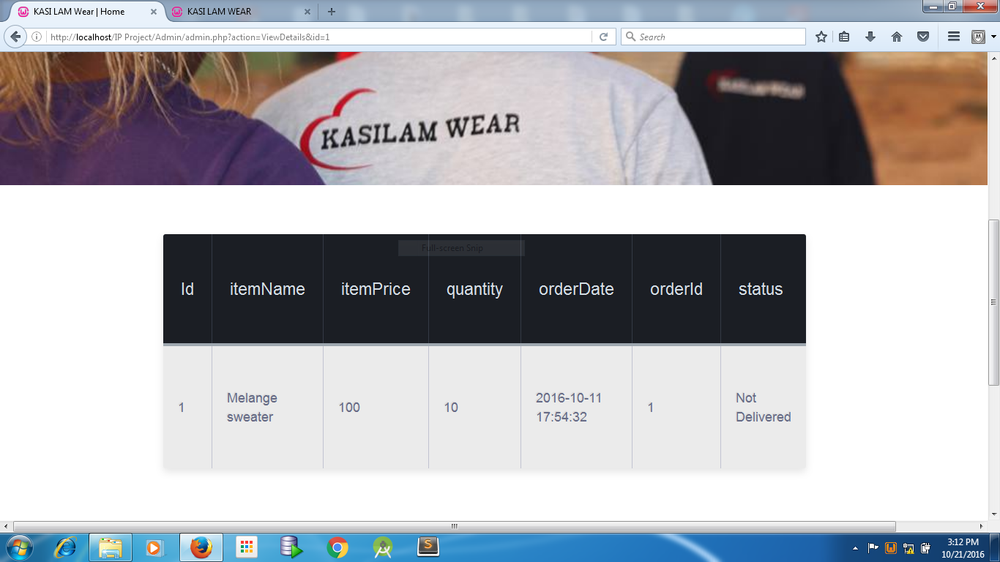 KASI LAM Wear | Home
KASI LAM WEAR
http://localhost/IP Project/Admin/admin.php?action=ViewDetails&id=1
Search
KASILAM WEAR
Full-screen Snip
Id itemName itemPrice quantity orderDate orderId status
1 Melange sweater 100 10 2016-10-11 17:54:32 1 Not Delivered
3:12 PM
10/21/2016